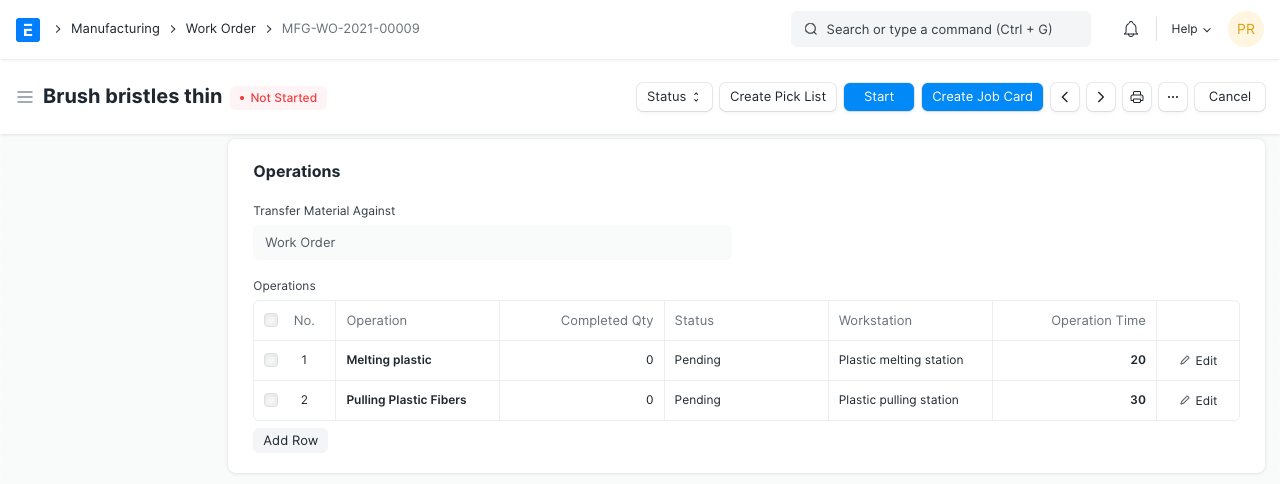 E > Manufacturing > Work Order > MFG-WO-2021-00009 Search or type a command (Ctrl + G) Help PR
Brush bristles thin • Not Started Status Create Pick List Start Create Job Card < > ... Cancel
Operations
Transfer Material Against
Work Order
Operations
No. Operation Completed Qty Status Workstation Operation Time
1 Melting plastic 0 Pending Plastic melting station 20 Edit
2 Pulling Plastic Fibers 0 Pending Plastic pulling station 30 Edit
Add Row